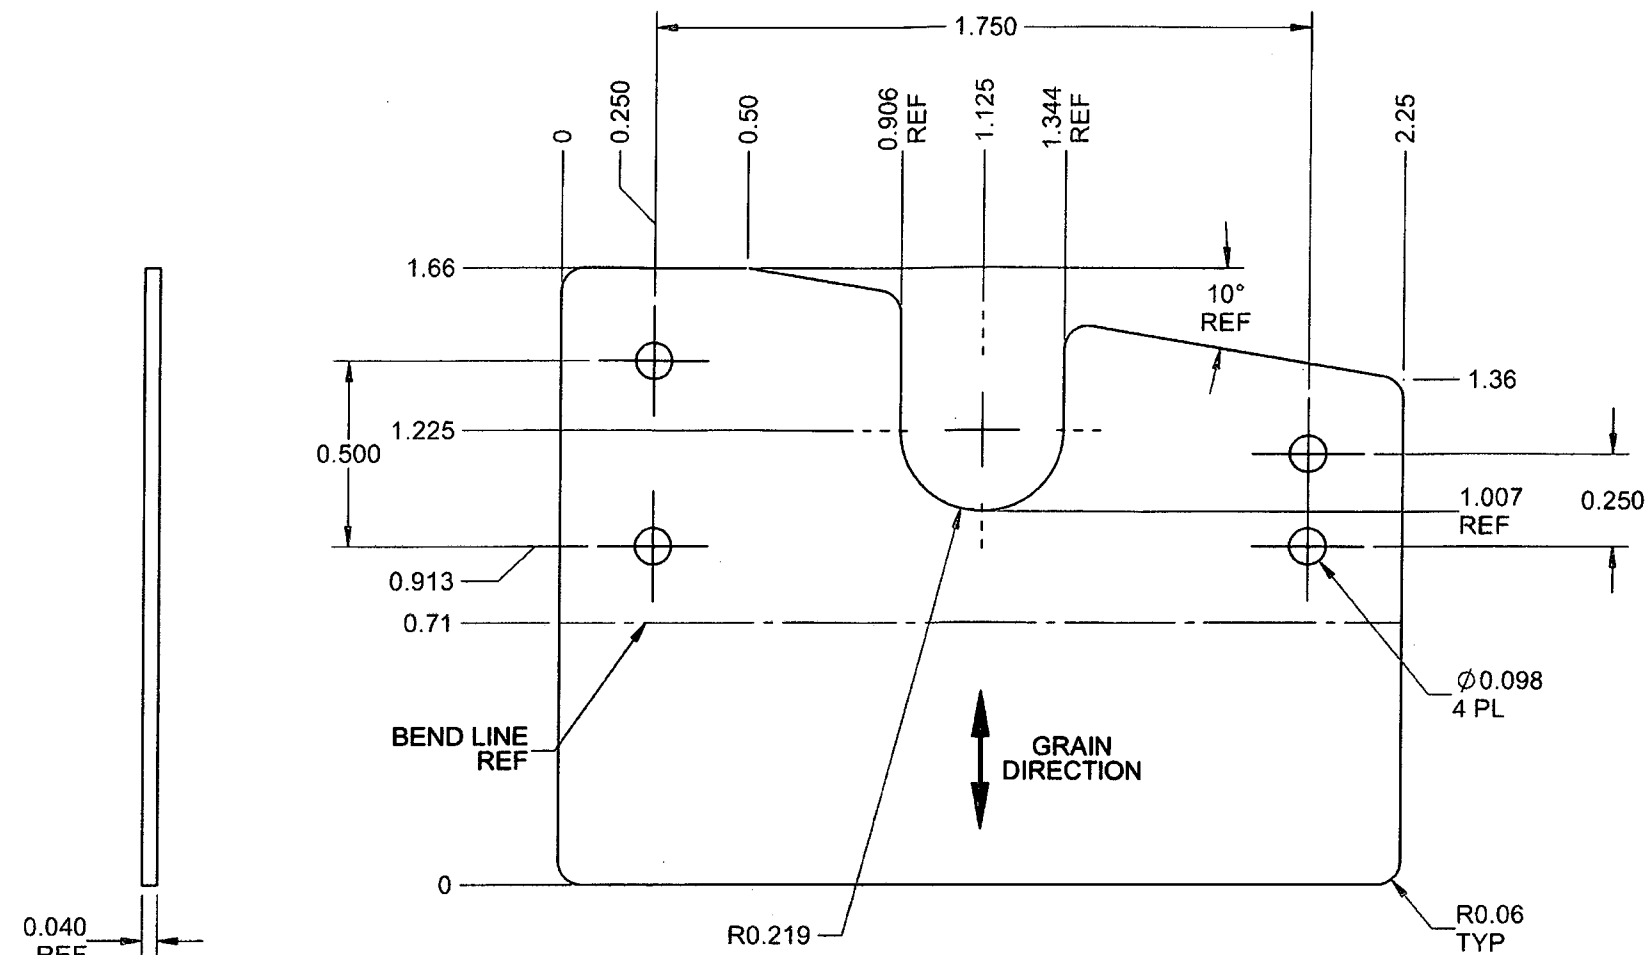 1.750
0
0.250
0.50
0.906
REF
1.125
1.344
REF
2.25
1.66
10°
REF
1.36
0.500
1.225
1.007
REF
0.250
0.913
0.71
Ø0.098
4 PL
BEND LINE
REF
GRAIN
DIRECTION
0
0.040
REF
R0.219
R0.06
TYP